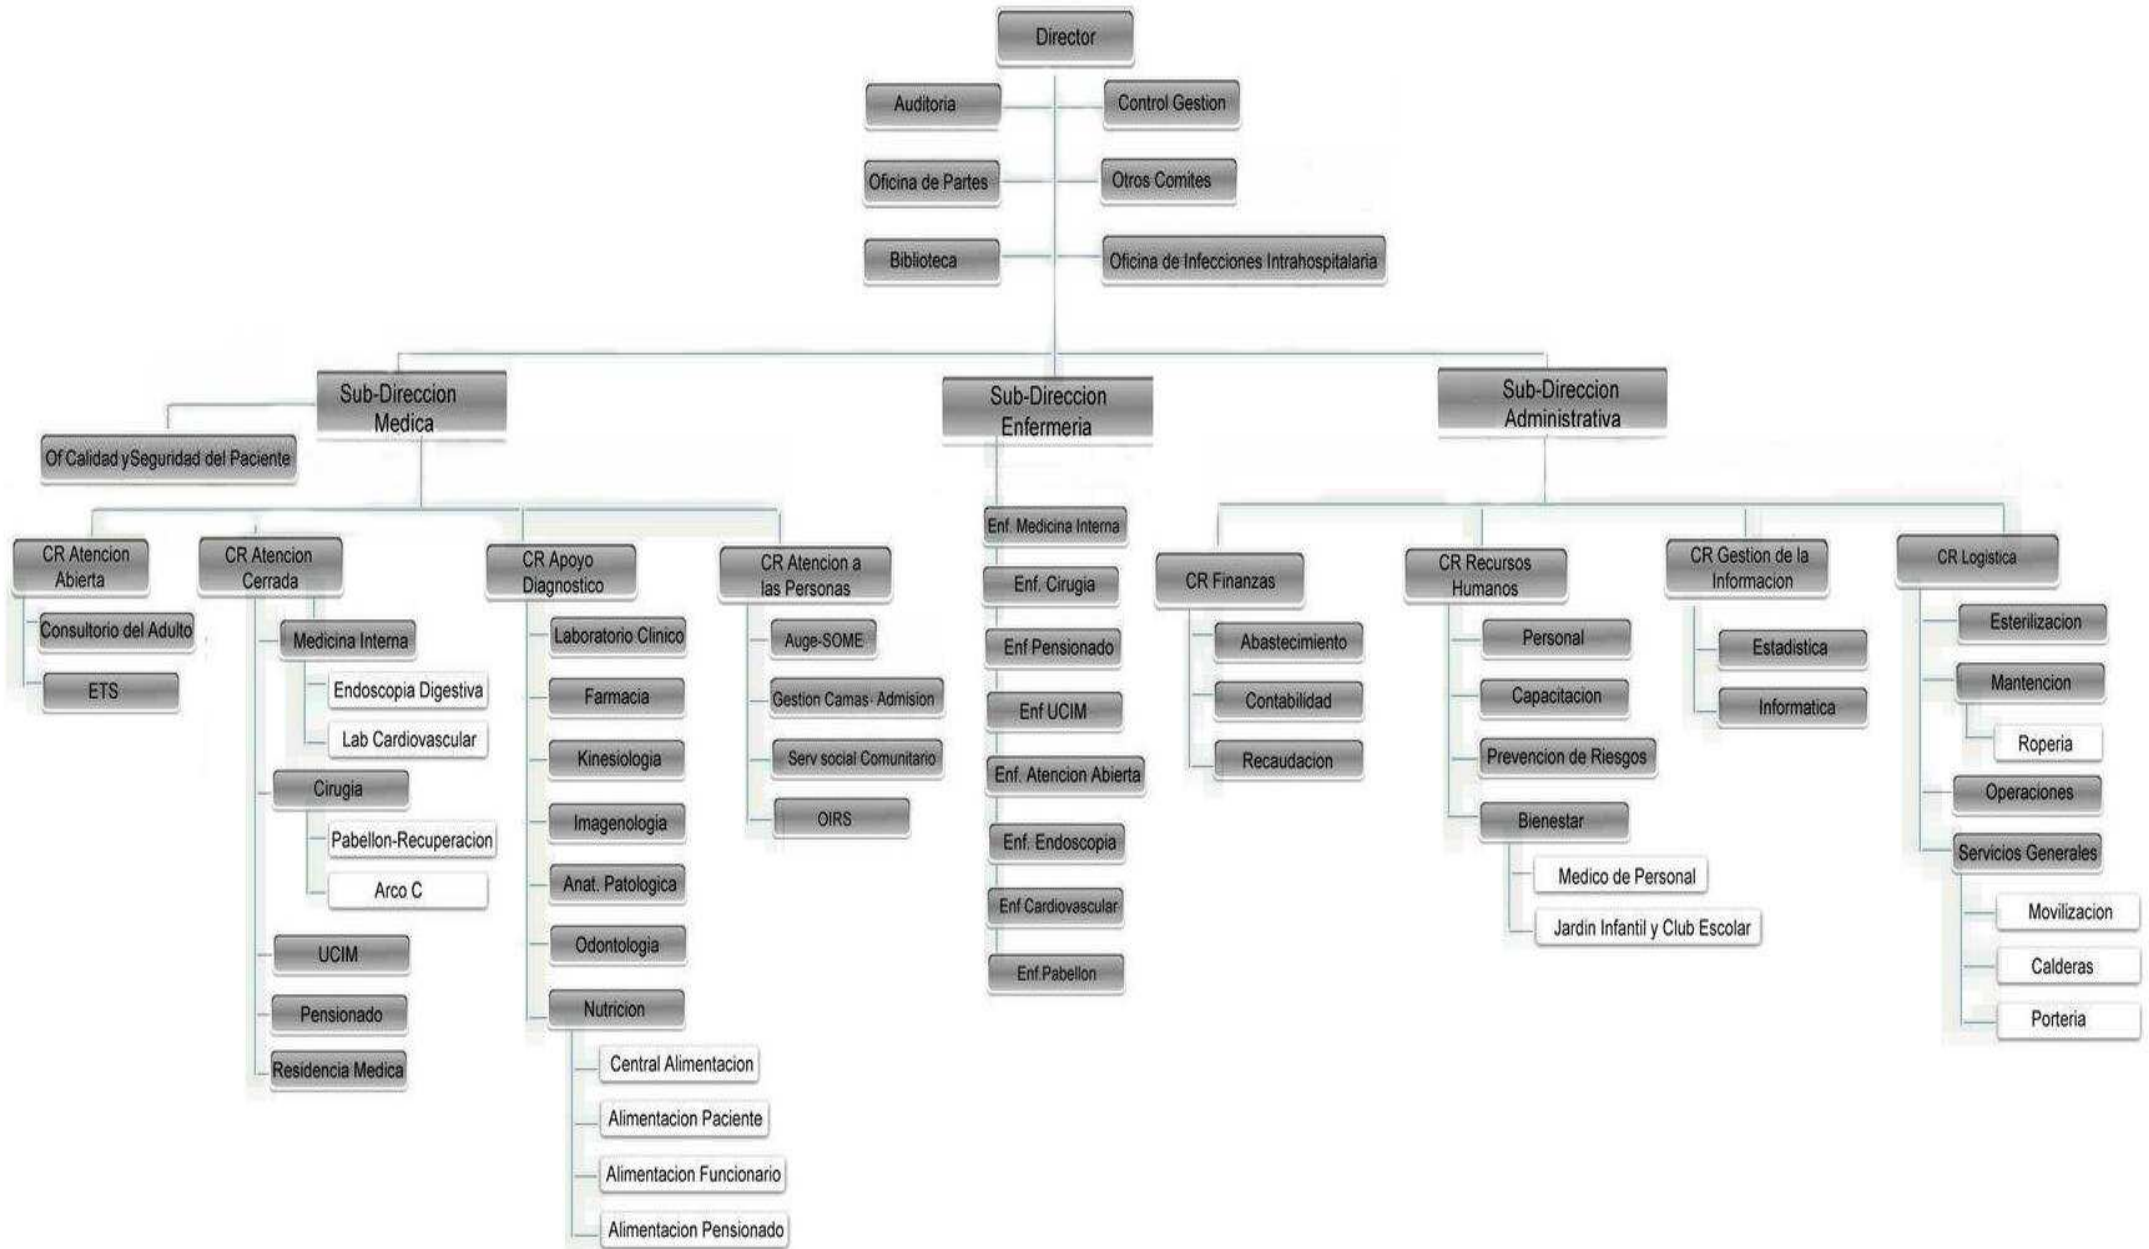 Director
Auditoria
Control Gestion
Oficina de Partes
Otros Comites
Biblioteca
Oficina de Infecciones Intrahospitalaria
Sub-Direccion
Medica
Of Calidad ySeguridad del Paciente
CR Atencion
Abierta
Consultorio del Adulto
ETS
CR Atencion
Cerrada
Medicina Interna
Endoscopia Digestiva
Lab Cardiovascular
Cirugia
Pabellon-Recuperacion
Arco C
UCIM
Pensionado
Residencia Medica
CR Apoyo
Diagnostico
Laboratorio Clinico
Farmacia
Kinesiologia
Imagenologia
Anat. Patologica
Odontologia
Nutricion
Central Alimentacion
Alimentacion Paciente
Alimentacion Funcionario
Alimentacion Pensionado
CR Atencion a
las Personas
Auge-SOME
Gestion Camas- Admision
Serv social Comunitario
OIRS
Sub-Direccion
Enfermeria
Enf. Medicina Interna
Enf. Cirugia
Enf Pensionado
Enf UCIM
Enf. Atencion Abierta
Enf. Endoscopia
Enf Cardiovascular
Enf Pabellon
Sub-Direccion
Administrativa
CR Finanzas
Abastecimiento
Contabilidad
Recaudacion
CR Recursos
Humanos
Personal
Capacitacion
Prevencion de Riesgos
Bienestar
Medico de Personal
Jardin Infantil y Club Escolar
CR Gestion de la
Informacion
Estadistica
Informatica
CR Logistica
Esterilizacion
Mantencion
Roperia
Operaciones
Servicios Generales
Movilizacion
Calderas
Porteria